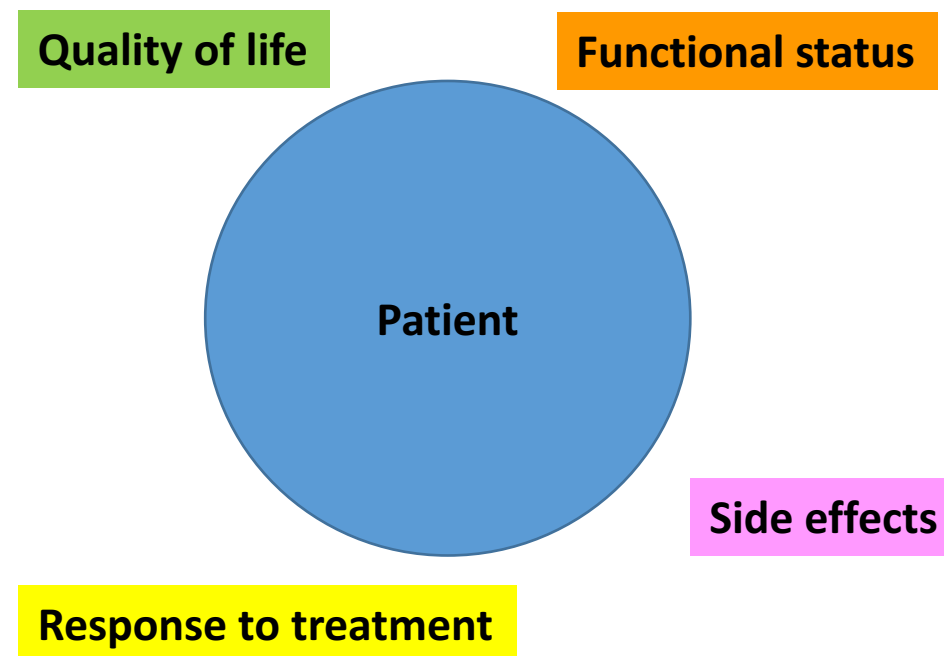 Quality of life
Functional status
Patient
Side effects
Response to treatment